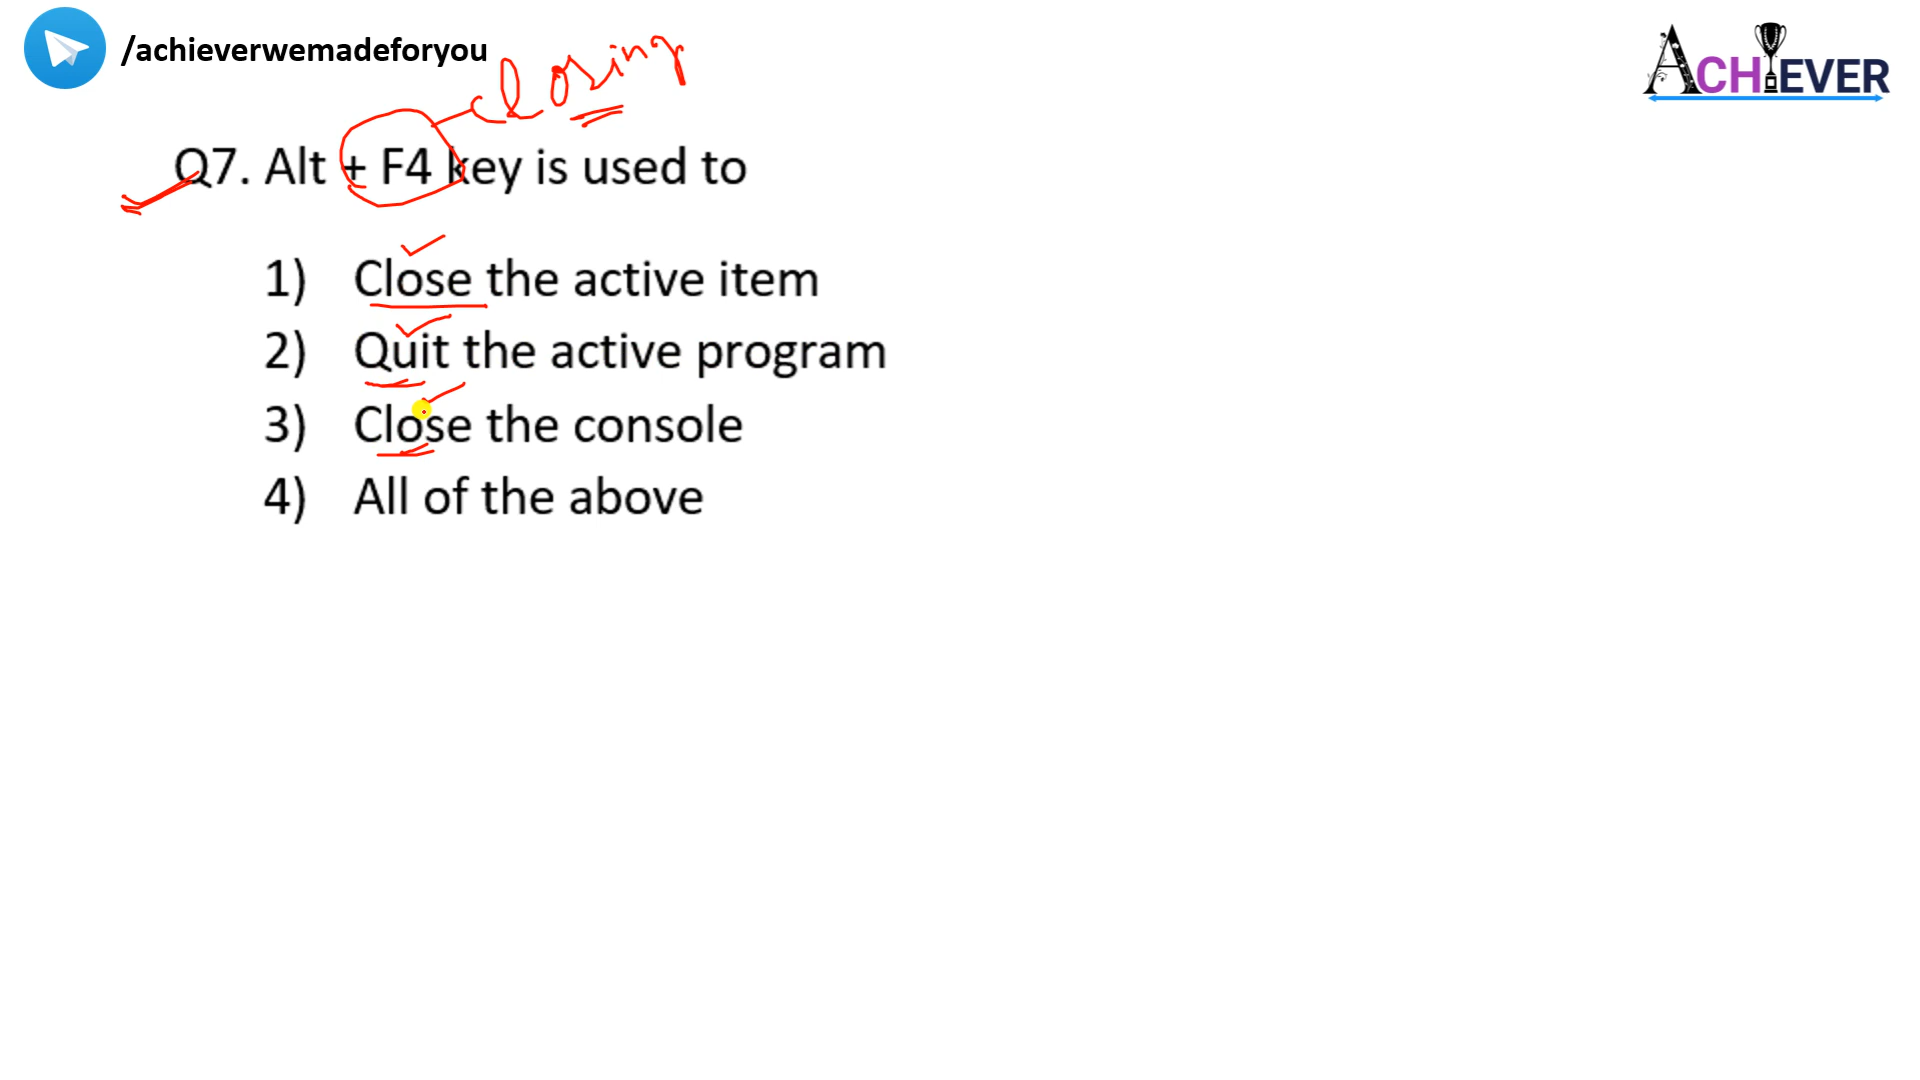 /achieverwemadeforyou
ACHIEVER
closing
Q7. Alt + F4 key is used to
1) Close the active item
2) Quit the active program
3) Close the console
4) All of the above